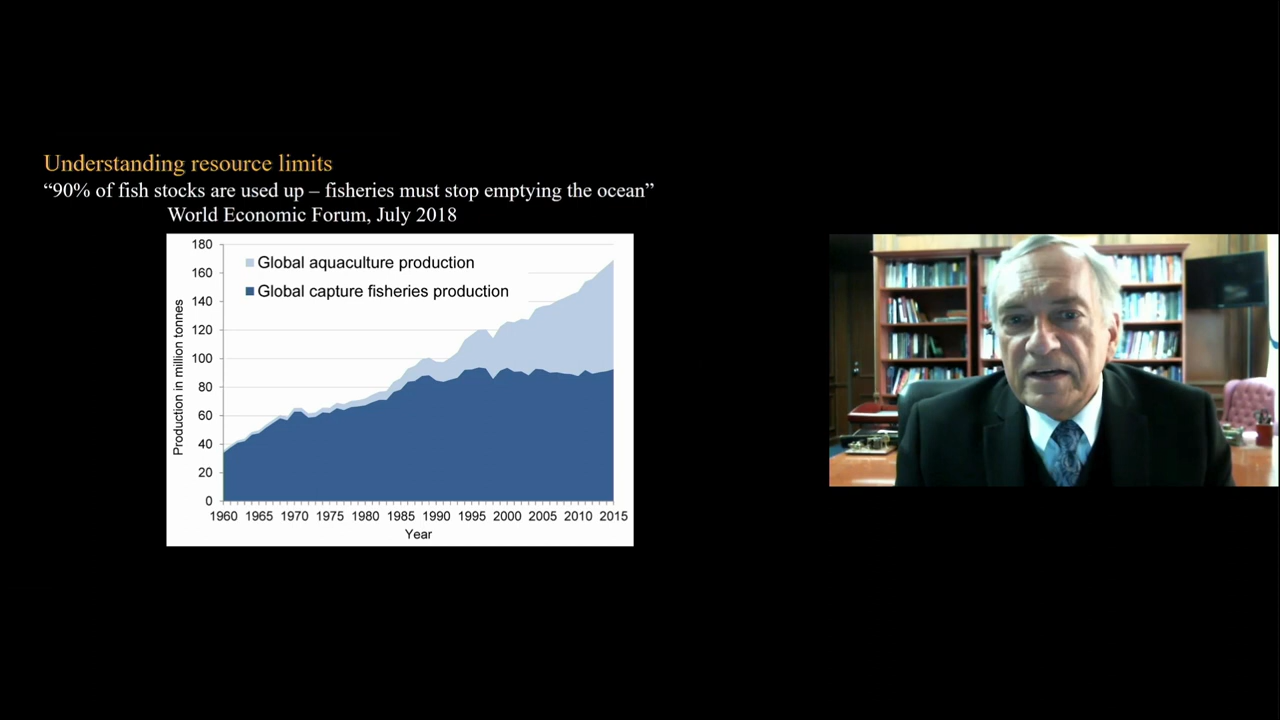 Understanding resource limits
“90% of fish stocks are used up – fisheries must stop emptying the ocean”
World Economic Forum, July 2018
Global aquaculture production
Global capture fisheries production
Production in million tonnes
180
160
140
120
100
80
60
40
20
0
1960 1965 1970 1975 1980 1985 1990 1995 2000 2005 2010 2015
Year